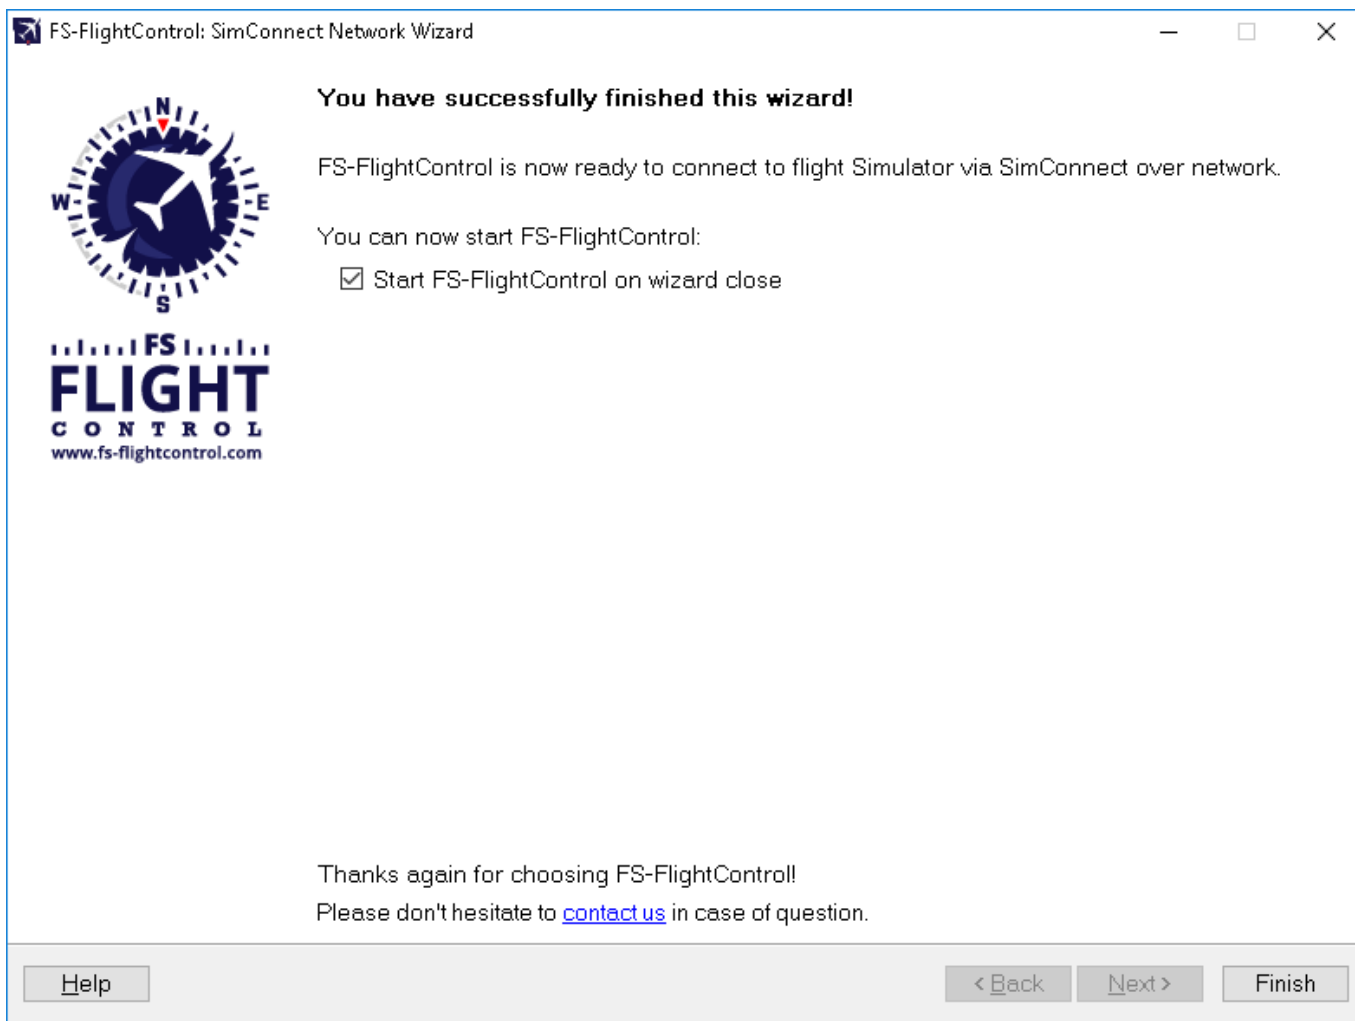 FS-FlightControl: SimConnect Network Wizard
N
W
E
S
FS
FLIGHT
CONTROL
www.fs-flightcontrol.com
You have successfully finished this wizard!
FS-FlightControl is now ready to connect to flight Simulator via SimConnect over network.
You can now start FS-FlightControl:
Start FS-FlightControl on wizard close
Thanks again for choosing FS-FlightControl!
Please don't hesitate to contact us in case of question.
Help
< Back
Next >
Finish